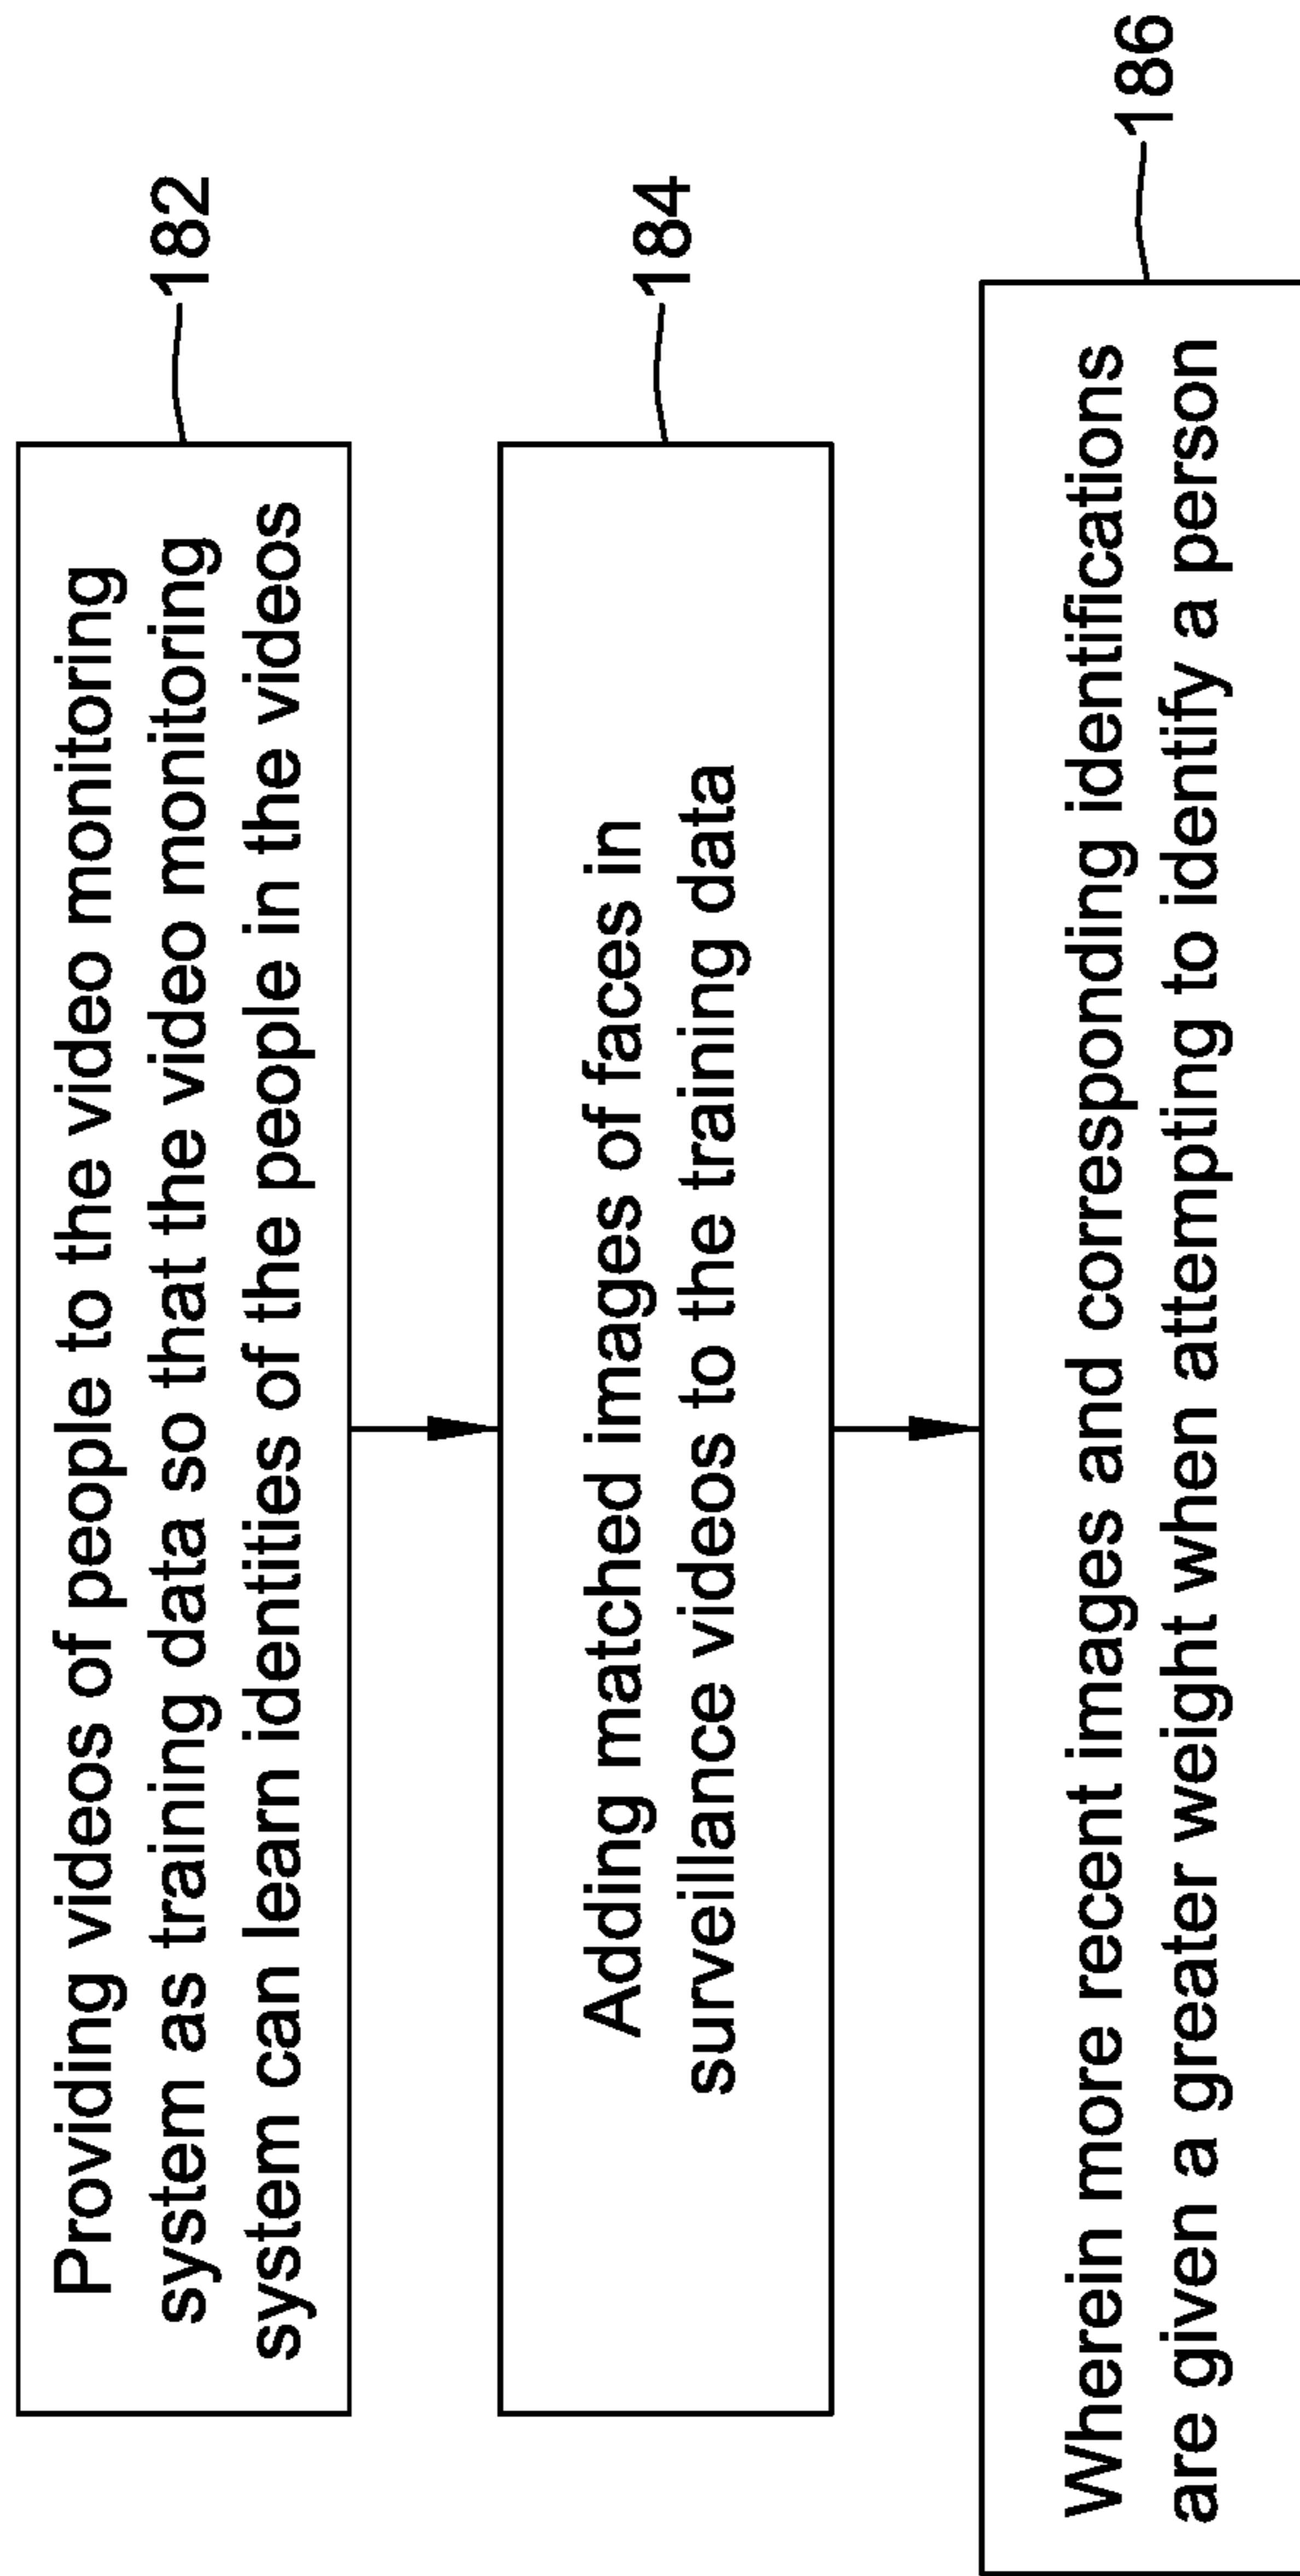 Providing videos of people to the video monitoring
system as training data so that the video monitoring
system can learn identities of the people in the videos
182
Adding matched images of faces in
surveillance videos to the training data
184
Wherein more recent images and corresponding identifications
are given a greater weight when attempting to identify a person
186